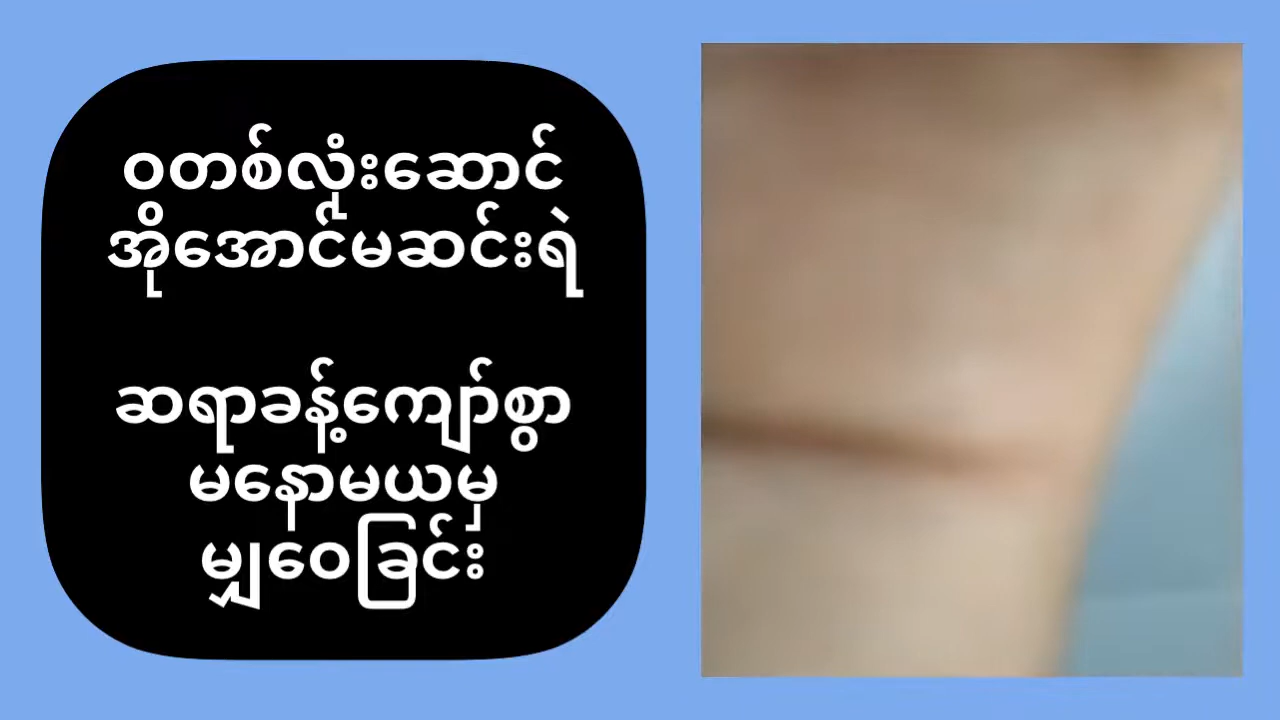 ဝတစ်လုံးဆောင်
အိုအောင်မဆင်းရဲ
ဆရာခန့်ကျော်စွာ
မနောမယမှ
မျှဝေခြင်း